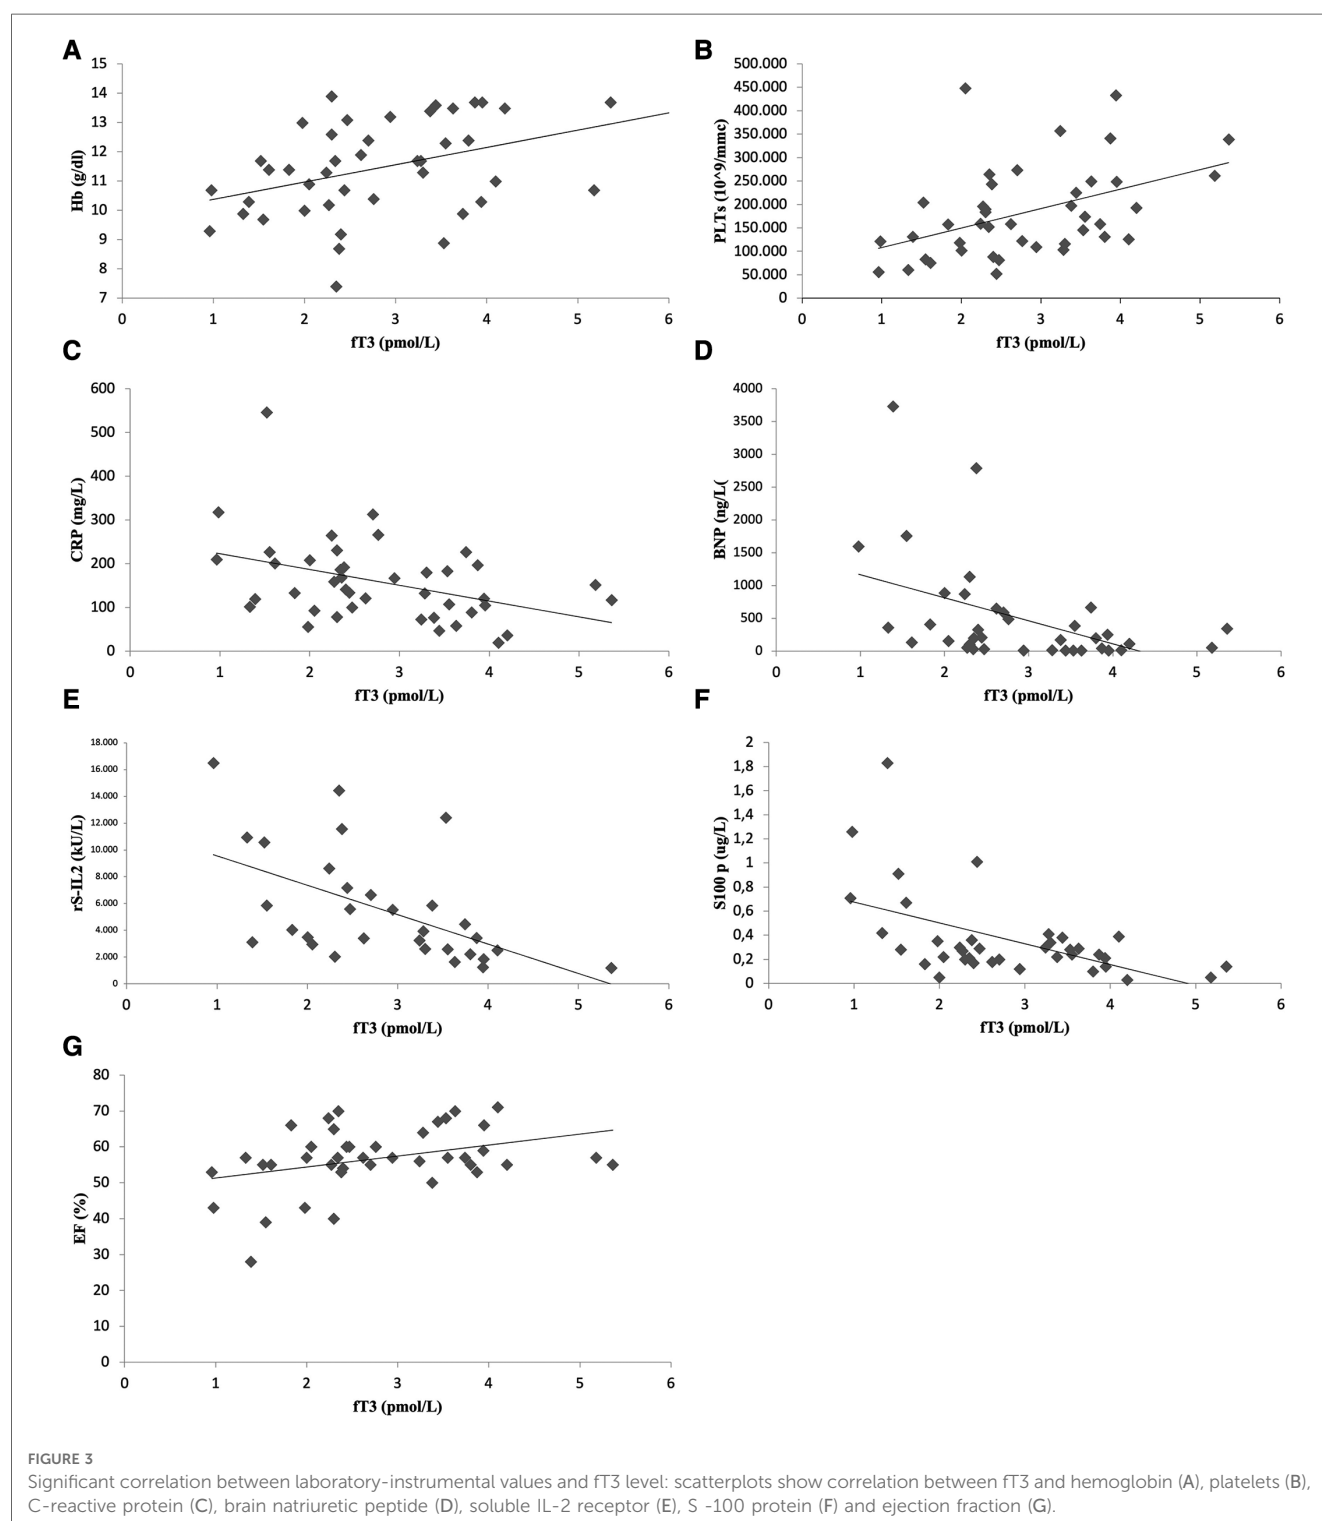 A
Hb (g/dl)
15
14
13
12
11
10
9
8
7
0 1 2 3 4 5 6
fT3 (pmol/L)
B
PLTs (10^9/mmc)
500.000
450.000
400.000
350.000
300.000
250.000
200.000
150.000
100.000
50.000
0
0 1 2 3 4 5 6
fT3 (pmol/L)
C
CRP (mg/L)
600
500
400
300
200
100
0
0 1 2 3 4 5 6
fT3 (pmol/L)
D
BNP (ng/L(
4000
3500
3000
2500
2000
1500
1000
500
0
0 1 2 3 4 5 6
fT3 (pmol/L)
E
rS-IL2 (kU/L)
18.000
16.000
14.000
12.000
10.000
8.000
6.000
4.000
2.000
0
0 1 2 3 4 5 6
fT3 (pmol/L)
F
S100 p (ug/L)
2
1,8
1,6
1,4
1,2
1
0,8
0,6
0,4
0,2
0
0 1 2 3 4 5 6
fT3 (pmol/L)
G
EF (%)
80
70
60
50
40
30
20
10
0
0 1 2 3 4 5 6
fT3 (pmol/L)
FIGURE 3
Significant correlation between laboratory-instrumental values and fT3 level: scatterplots show correlation between fT3 and hemoglobin (A), platelets (B),
C-reactive protein (C), brain natriuretic peptide (D), soluble IL-2 receptor (E), S -100 protein (F) and ejection fraction (G).